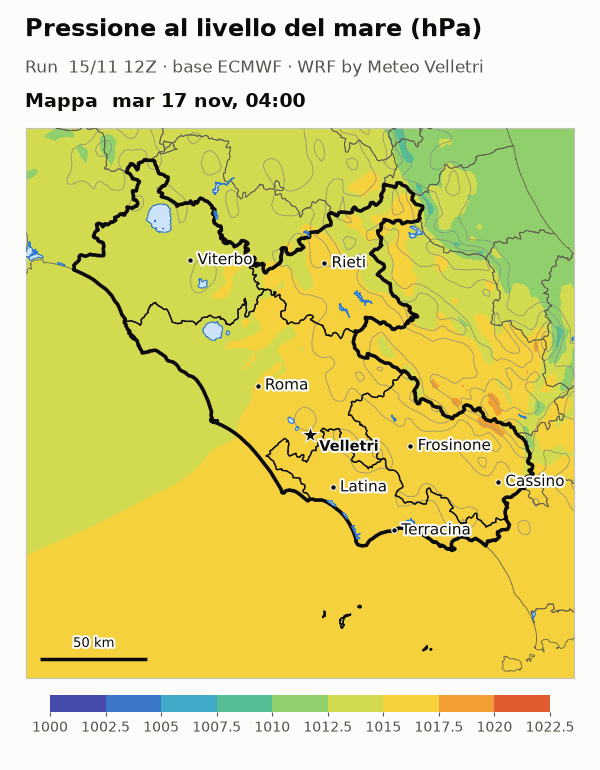 Pressione al livello del mare (hPa)
Run  15/11 12Z · base ECMWF · WRF by Meteo Velletri
Mappa  mar 17 nov, 04:00
Viterbo
Rieti
Roma
Velletri
Frosinone
Latina
Cassino
Terracina
50 km
1000 1002.5 1005 1007.5 1010 1012.5 1015 1017.5 1020 1022.5